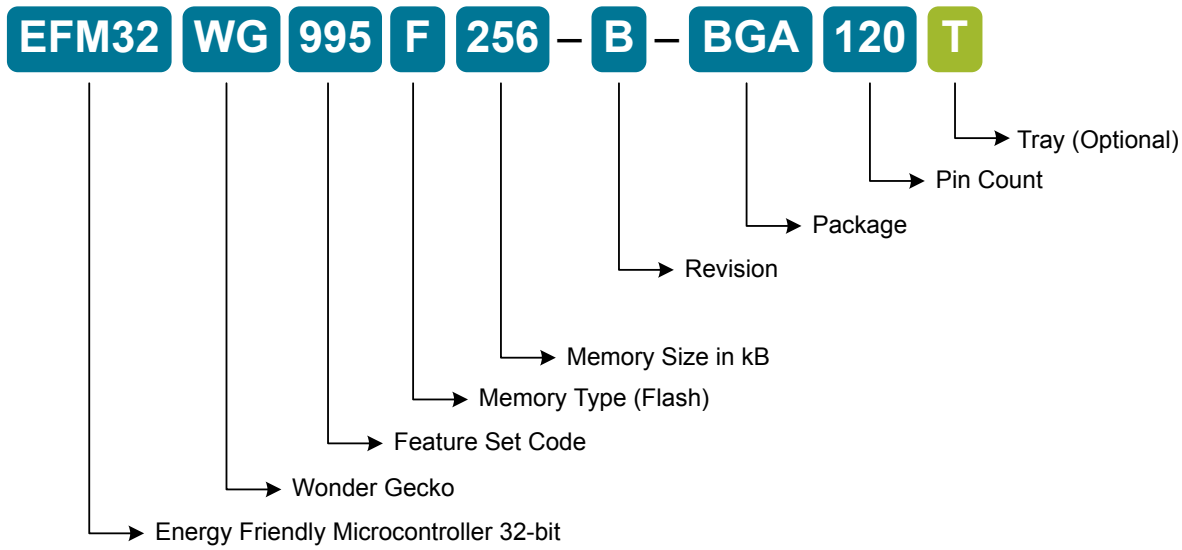 EFM32 WG 995 F 256 – B – BGA 120 T
Tray (Optional)
Pin Count
Package
Revision
Memory Size in kB
Memory Type (Flash)
Feature Set Code
Wonder Gecko
Energy Friendly Microcontroller 32-bit